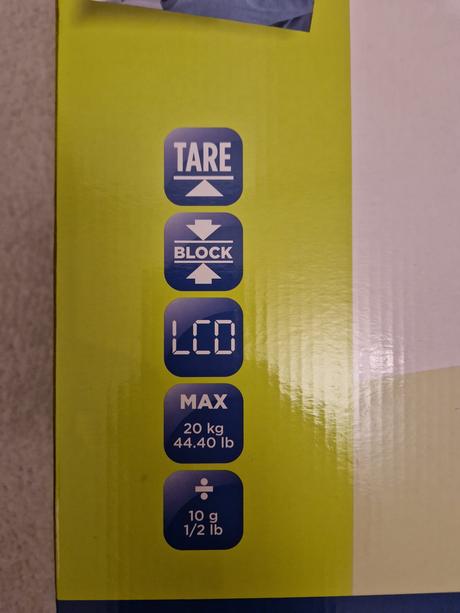 TARE
BLOCK
LCD
MAX
20 kg
44.40 lb
÷
10 g
1/2 lb